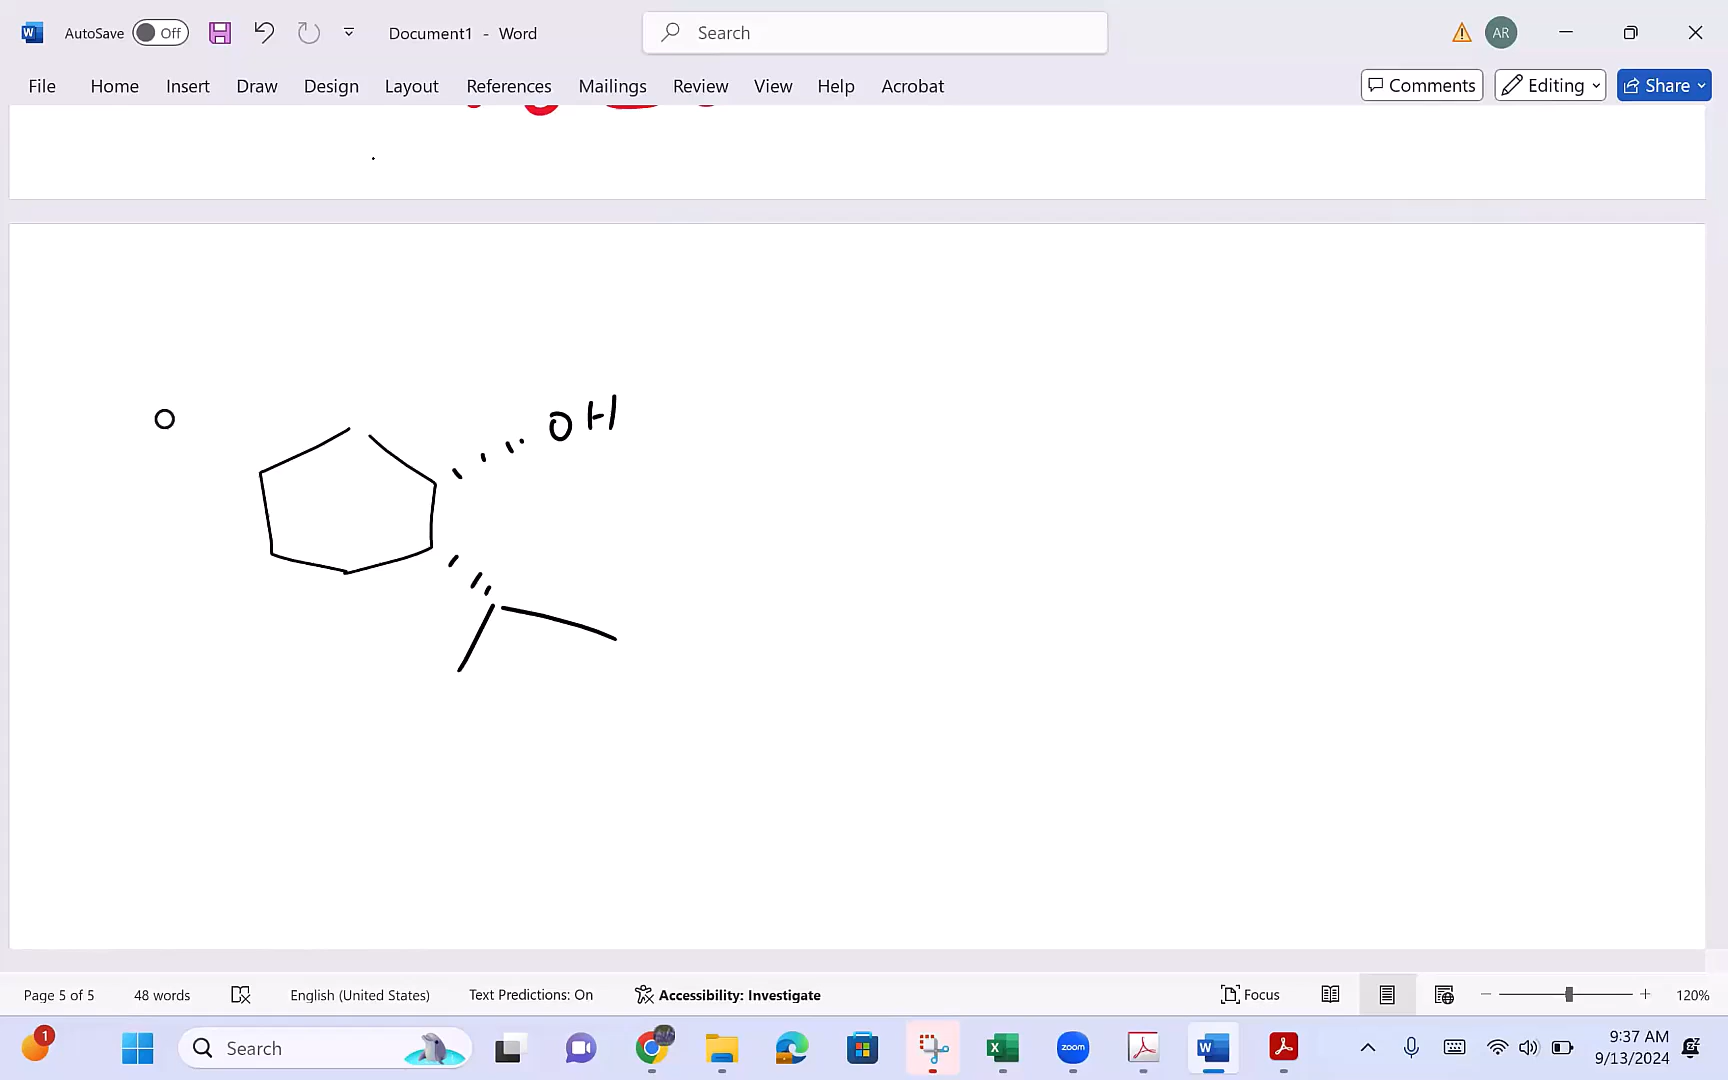 AutoSave Off Document1 - Word Search AR
File Home Insert Draw Design Layout References Mailings Review View Help Acrobat Comments Editing Share
OH
Page 5 of 5 48 words English (United States) Text Predictions: On Accessibility: Investigate Focus 120%
1 Search zoom 9:37 AM
9/13/2024